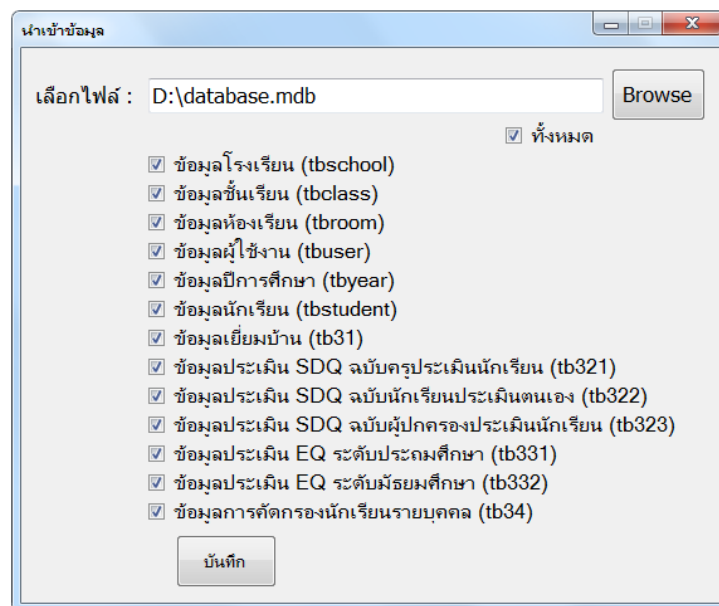 นำเข้าข้อมูล
เลือกไฟล์ : D:\database.mdb Browse
ทั้งหมด
ข้อมูลโรงเรียน (tbschool)
ข้อมูลชั้นเรียน (tbclass)
ข้อมูลห้องเรียน (tbroom)
ข้อมูลผู้ใช้งาน (tbuser)
ข้อมูลปีการศึกษา (tbyear)
ข้อมูลนักเรียน (tbstudent)
ข้อมูลเยี่ยมบ้าน (tb31)
ข้อมูลประเมิน SDQ ฉบับครูประเมินนักเรียน (tb321)
ข้อมูลประเมิน SDQ ฉบับนักเรียนประเมินตนเอง (tb322)
ข้อมูลประเมิน SDQ ฉบับผู้ปกครองประเมินนักเรียน (tb323)
ข้อมูลประเมิน EQ ระดับประถมศึกษา (tb331)
ข้อมูลประเมิน EQ ระดับมัธยมศึกษา (tb332)
ข้อมูลการคัดกรองนักเรียนรายบุคคล (tb34)
บันทึก